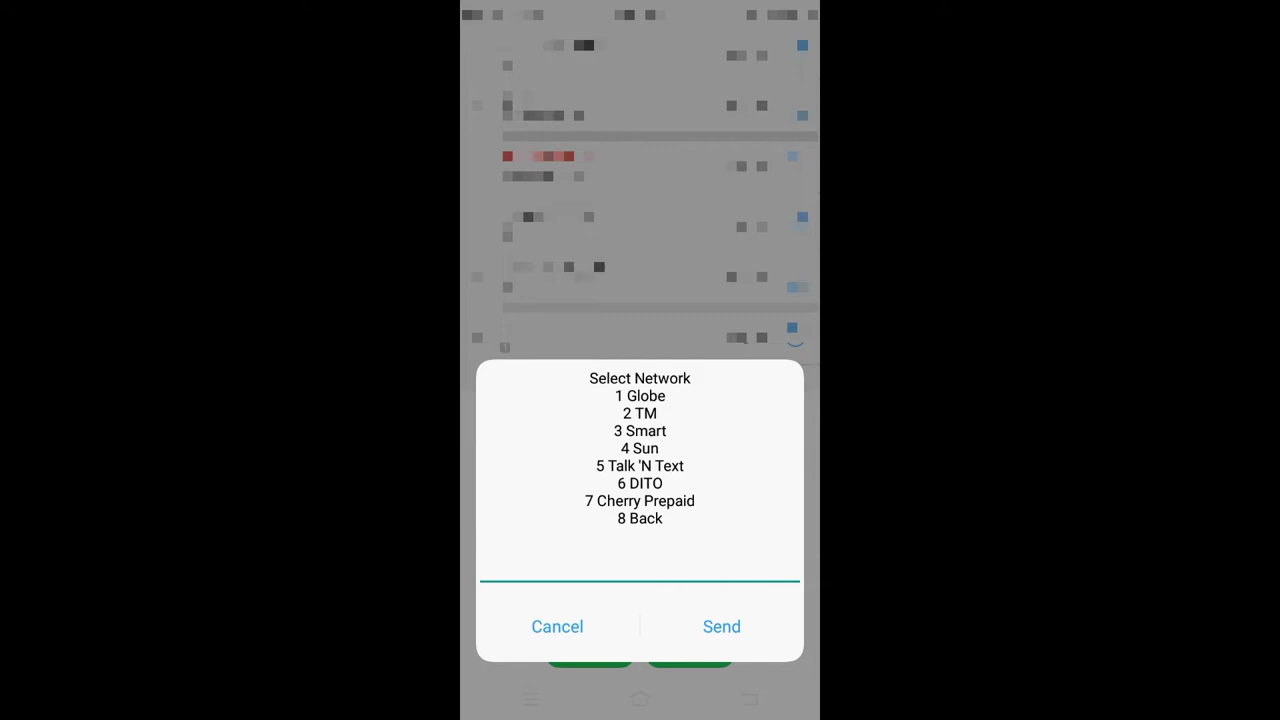 Select Network
1 Globe
2 TM
3 Smart
4 Sun
5 Talk 'N Text
6 DITO
7 Cherry Prepaid
8 Back
Cancel
Send